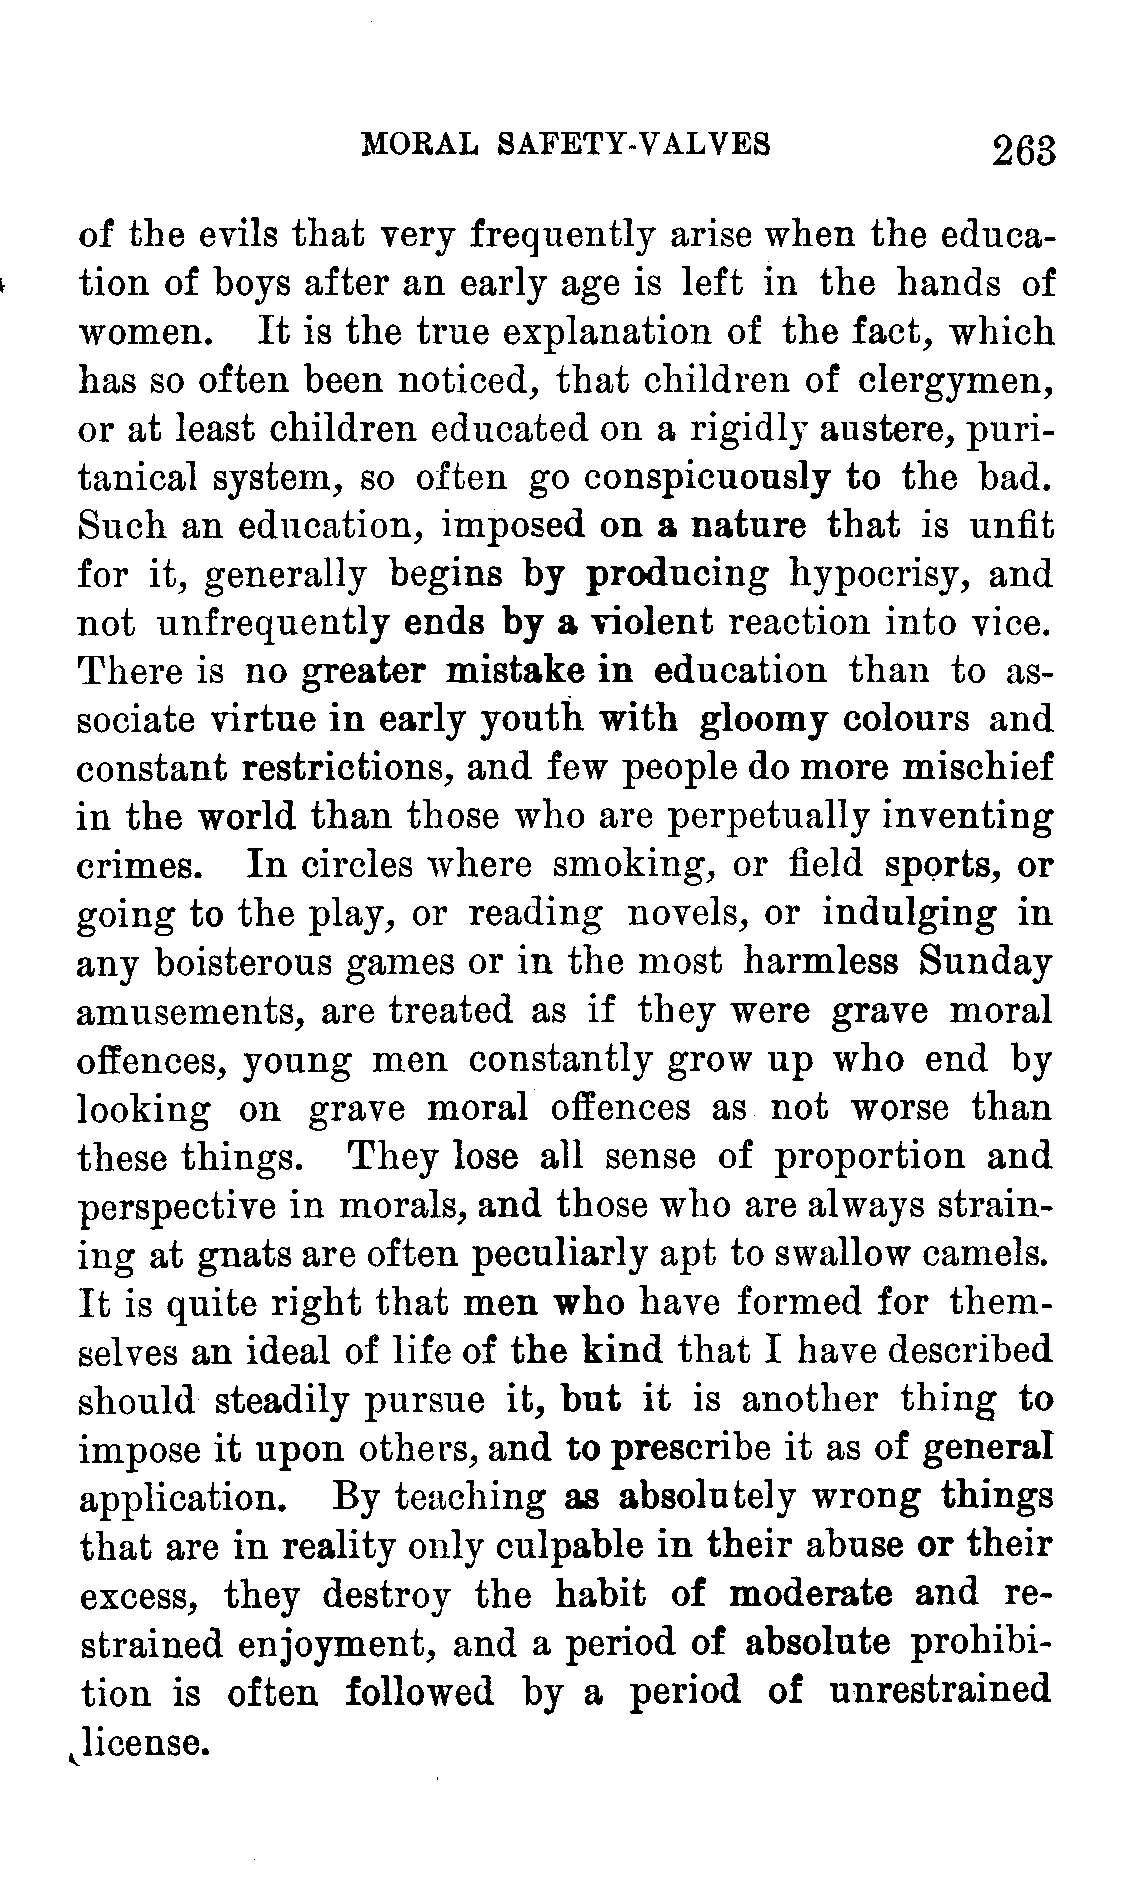 MORAL SAFETY-VALVES 263
of the evils that very frequently arise when the educa-
tion of boys after an early age is left in the hands of
women. It is the true explanation of the fact, which
has so often been noticed, that children of clergymen,
or at least children educated on a rigidly austere, puri-
tanical system, so often go conspicuously to the bad.
Such an education, imposed on a nature that is unfit
for it, generally begins by producing hypocrisy, and
not unfrequently ends by a violent reaction into vice.
There is no greater mistake in education than to as-
sociate virtue in early youth with gloomy colours and
constant restrictions, and few people do more mischief
in the world than those who are perpetually inventing
crimes. In circles where smoking, or field sports, or
going to the play, or reading novels, or indulging in
any boisterous games or in the most harmless Sunday
amusements, are treated as if they were grave moral
offences, young men constantly grow up who end by
looking on grave moral offences as not worse than
these things. They lose all sense of proportion and
perspective in morals, and those who are always strain-
ing at gnats are often peculiarly apt to swallow camels.
It is quite right that men who have formed for them-
selves an ideal of life of the kind that I have described
should steadily pursue it, but it is another thing to
impose it upon others, and to prescribe it as of general
application. By teaching as absolutely wrong things
that are in reality only culpable in their abuse or their
excess, they destroy the habit of moderate and re-
strained enjoyment, and a period of absolute prohibi-
tion is often followed by a period of unrestrained
license.